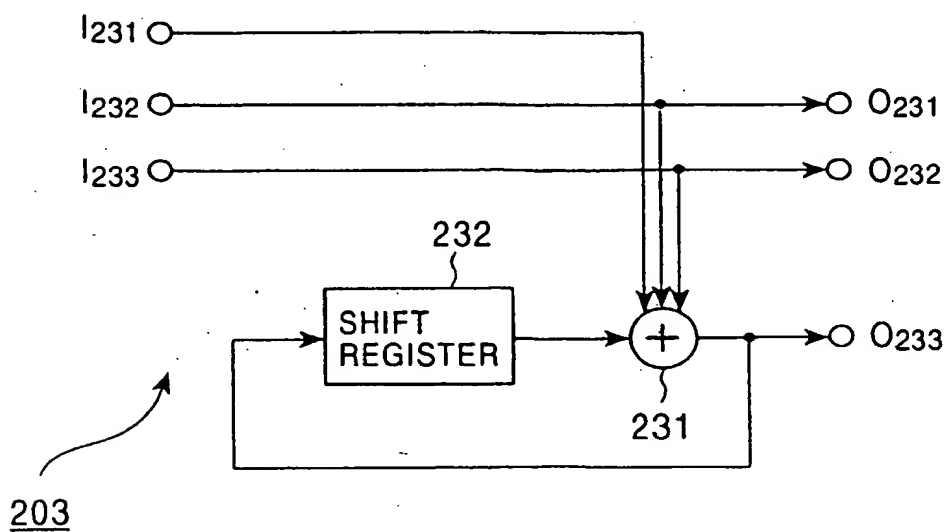 I231
I232
O231
I233
O232
232
SHIFT
REGISTER
+
O233
231
203